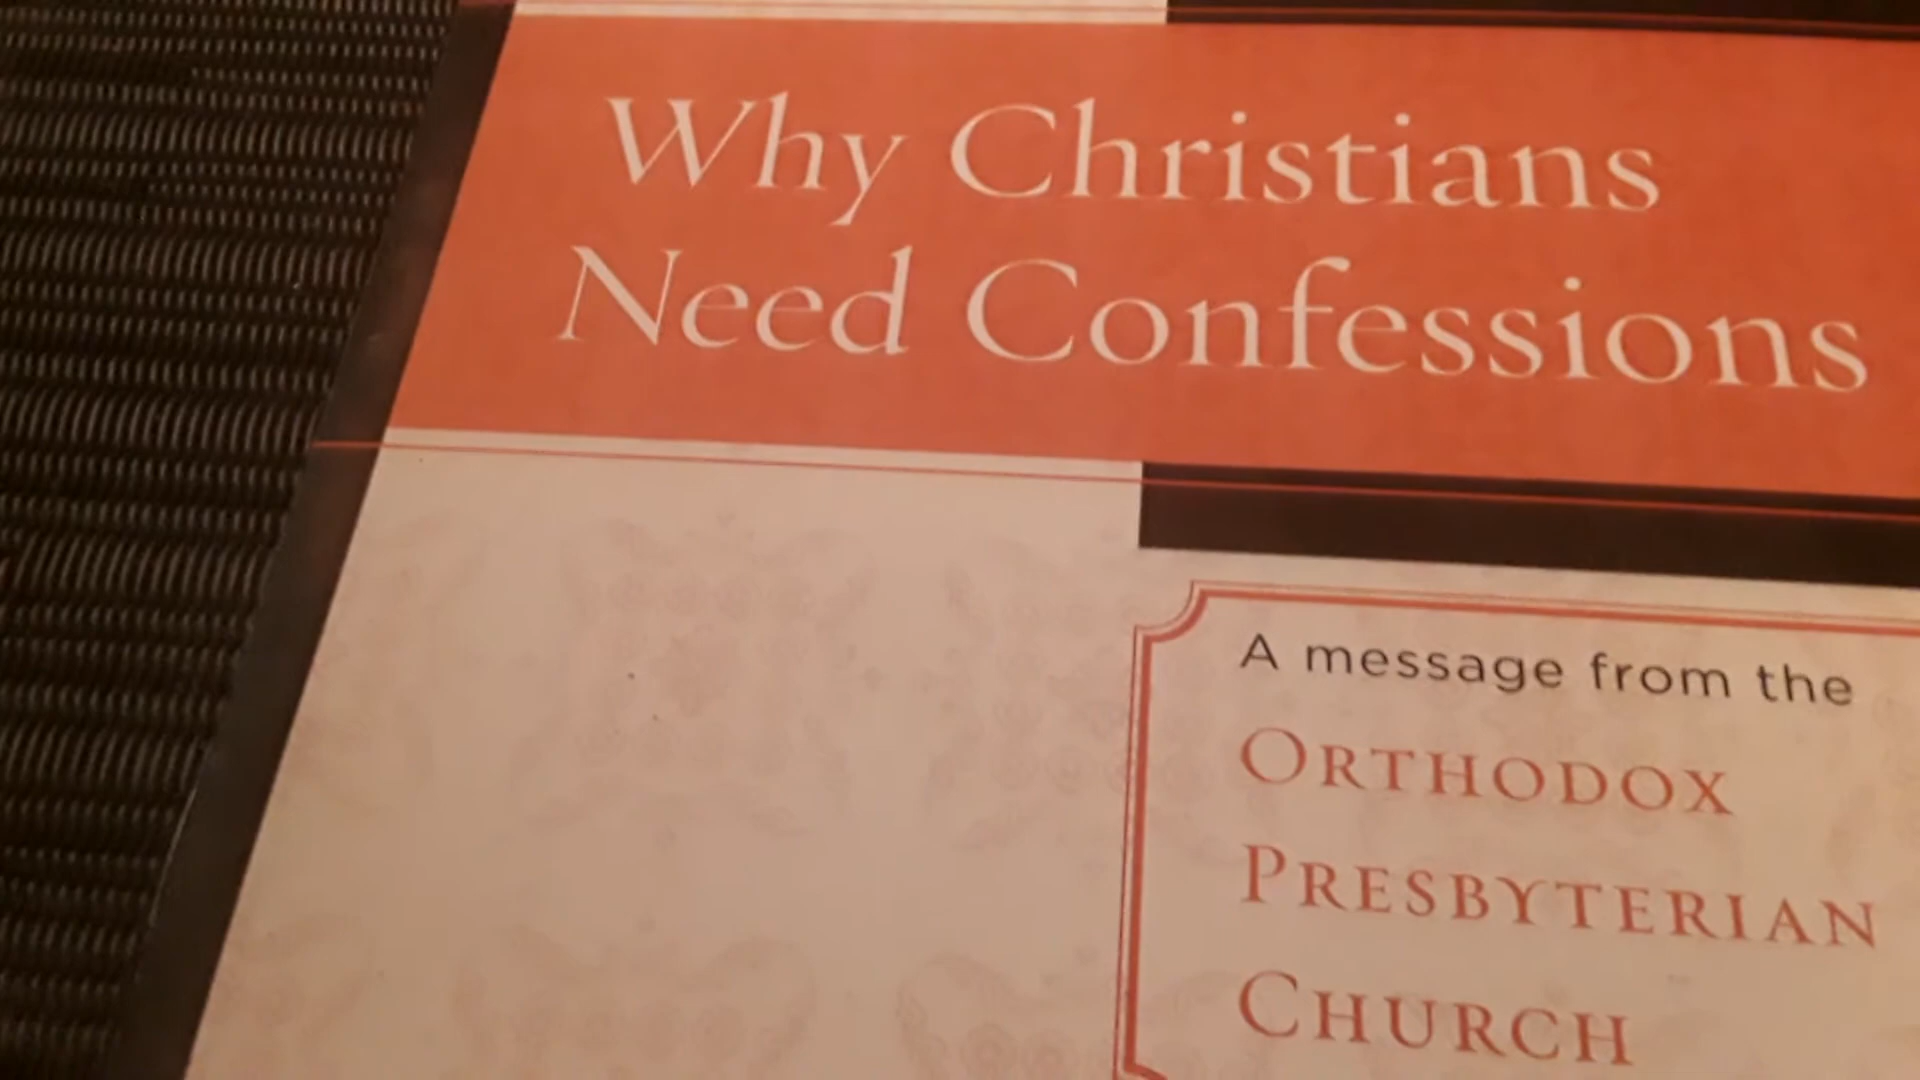 Why Christians
Need Confessions
A message from the
ORTHODOX
PRESBYTERIAN
CHURCH